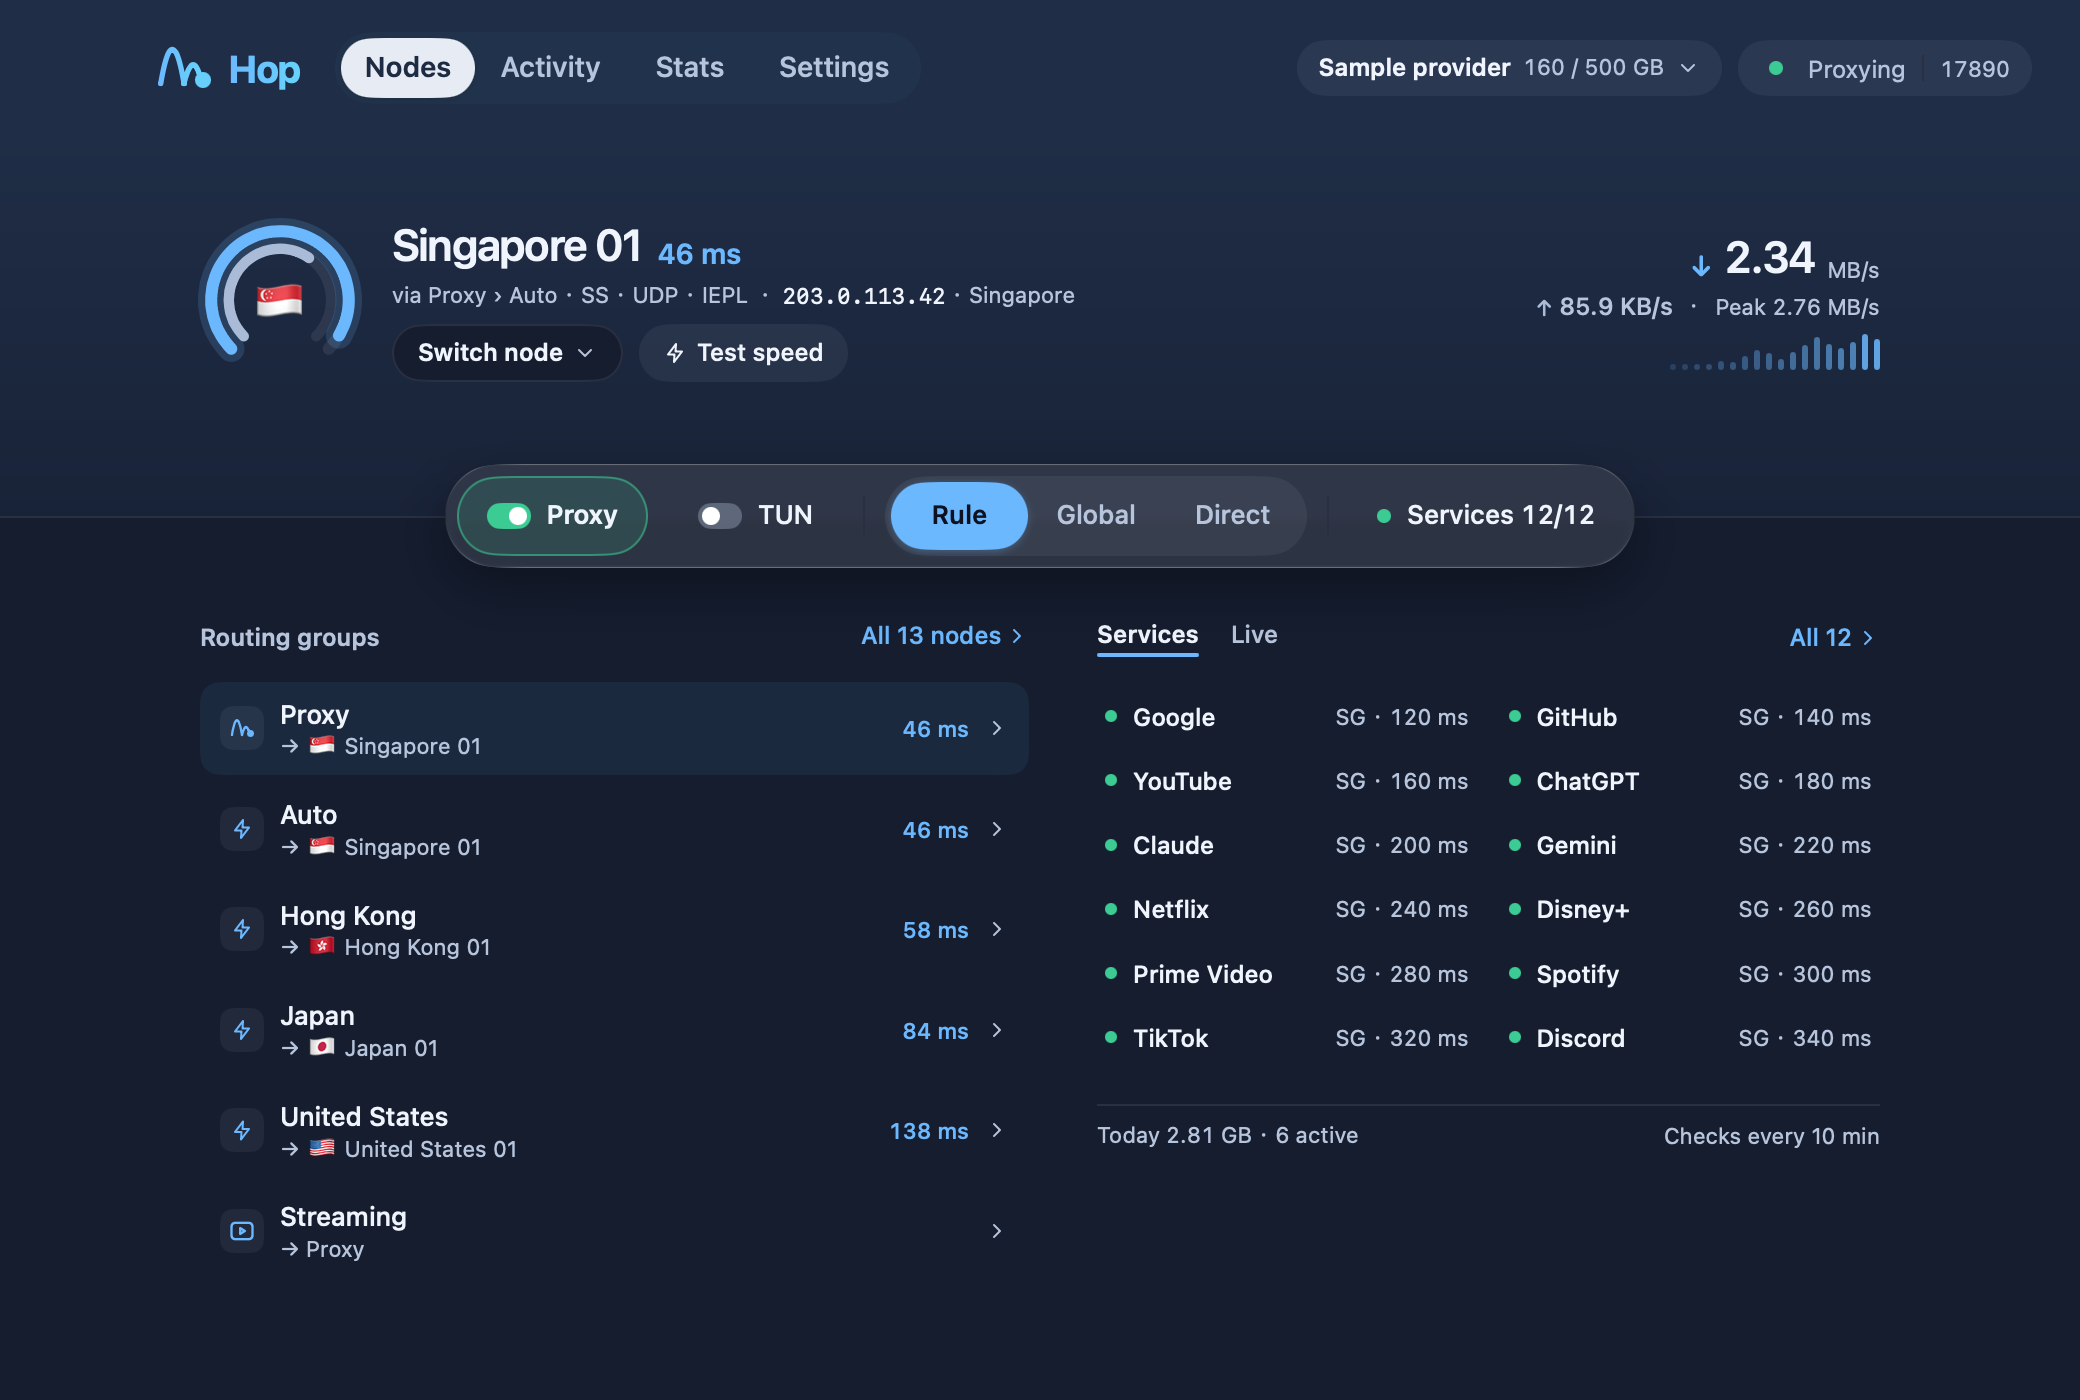 Hop
Nodes Activity Stats Settings
Sample provider 160 / 500 GB
Proxying 17890
Singapore 01 46 ms
via Proxy › Auto · SS · UDP · IEPL · 203.0.113.42 · Singapore
Switch node
Test speed
↓ 2.34 MB/s
↑ 85.9 KB/s · Peak 2.76 MB/s
Proxy TUN Rule Global Direct Services 12/12
Routing groups All 13 nodes
Proxy
→ Singapore 01
46 ms
Auto
→ Singapore 01
46 ms
Hong Kong
→ Hong Kong 01
58 ms
Japan
→ Japan 01
84 ms
United States
→ United States 01
138 ms
Streaming
→ Proxy
Services Live All 12
Google SG · 120 ms GitHub SG · 140 ms
YouTube SG · 160 ms ChatGPT SG · 180 ms
Claude SG · 200 ms Gemini SG · 220 ms
Netflix SG · 240 ms Disney+ SG · 260 ms
Prime Video SG · 280 ms Spotify SG · 300 ms
TikTok SG · 320 ms Discord SG · 340 ms
Today 2.81 GB · 6 active Checks every 10 min